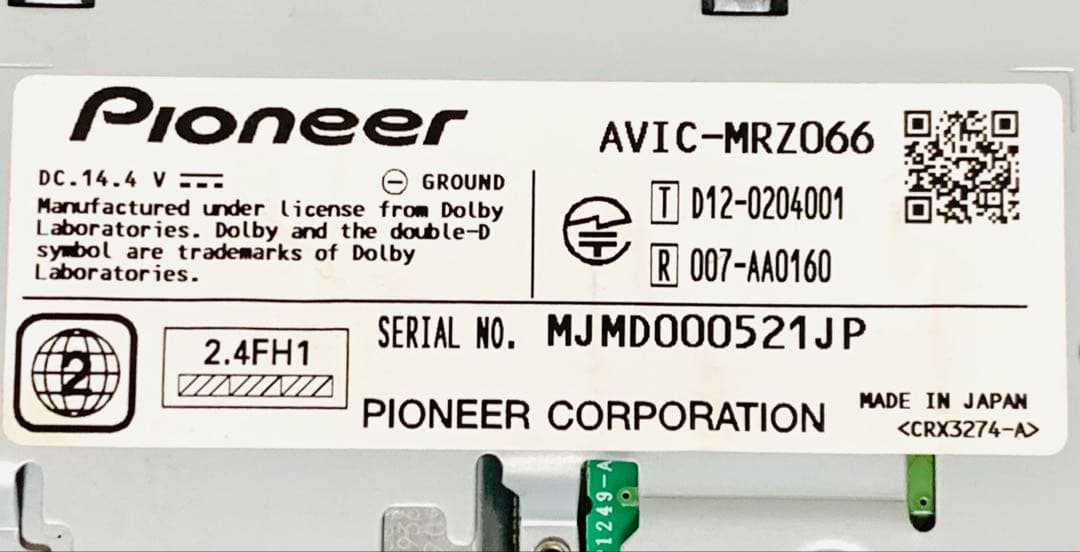 Pioneer
AVIC-MRZ066
DC.14.4 V
GROUND
Manufactured under license from Dolby
Laboratories. Dolby and the double-D
symbol are trademarks of Dolby
Laboratories.
T D12-0204001
R 007-AA0160
2
2.4FH1
SERIAL NO. MJMD000521JP
PIONEER CORPORATION
MADE IN JAPAN
<CRX3274-A>
1249-A